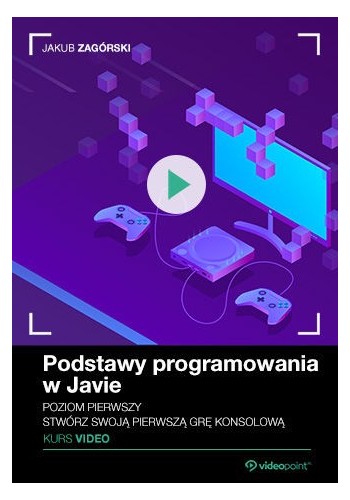 JAKUB ZAGÓRSKI
Podstawy programowania
w Javie
POZIOM PIERWSZY
STWÓRZ SWOJĄ PIERWSZĄ GRĘ KONSOLOWĄ
KURS VIDEO
videopoint